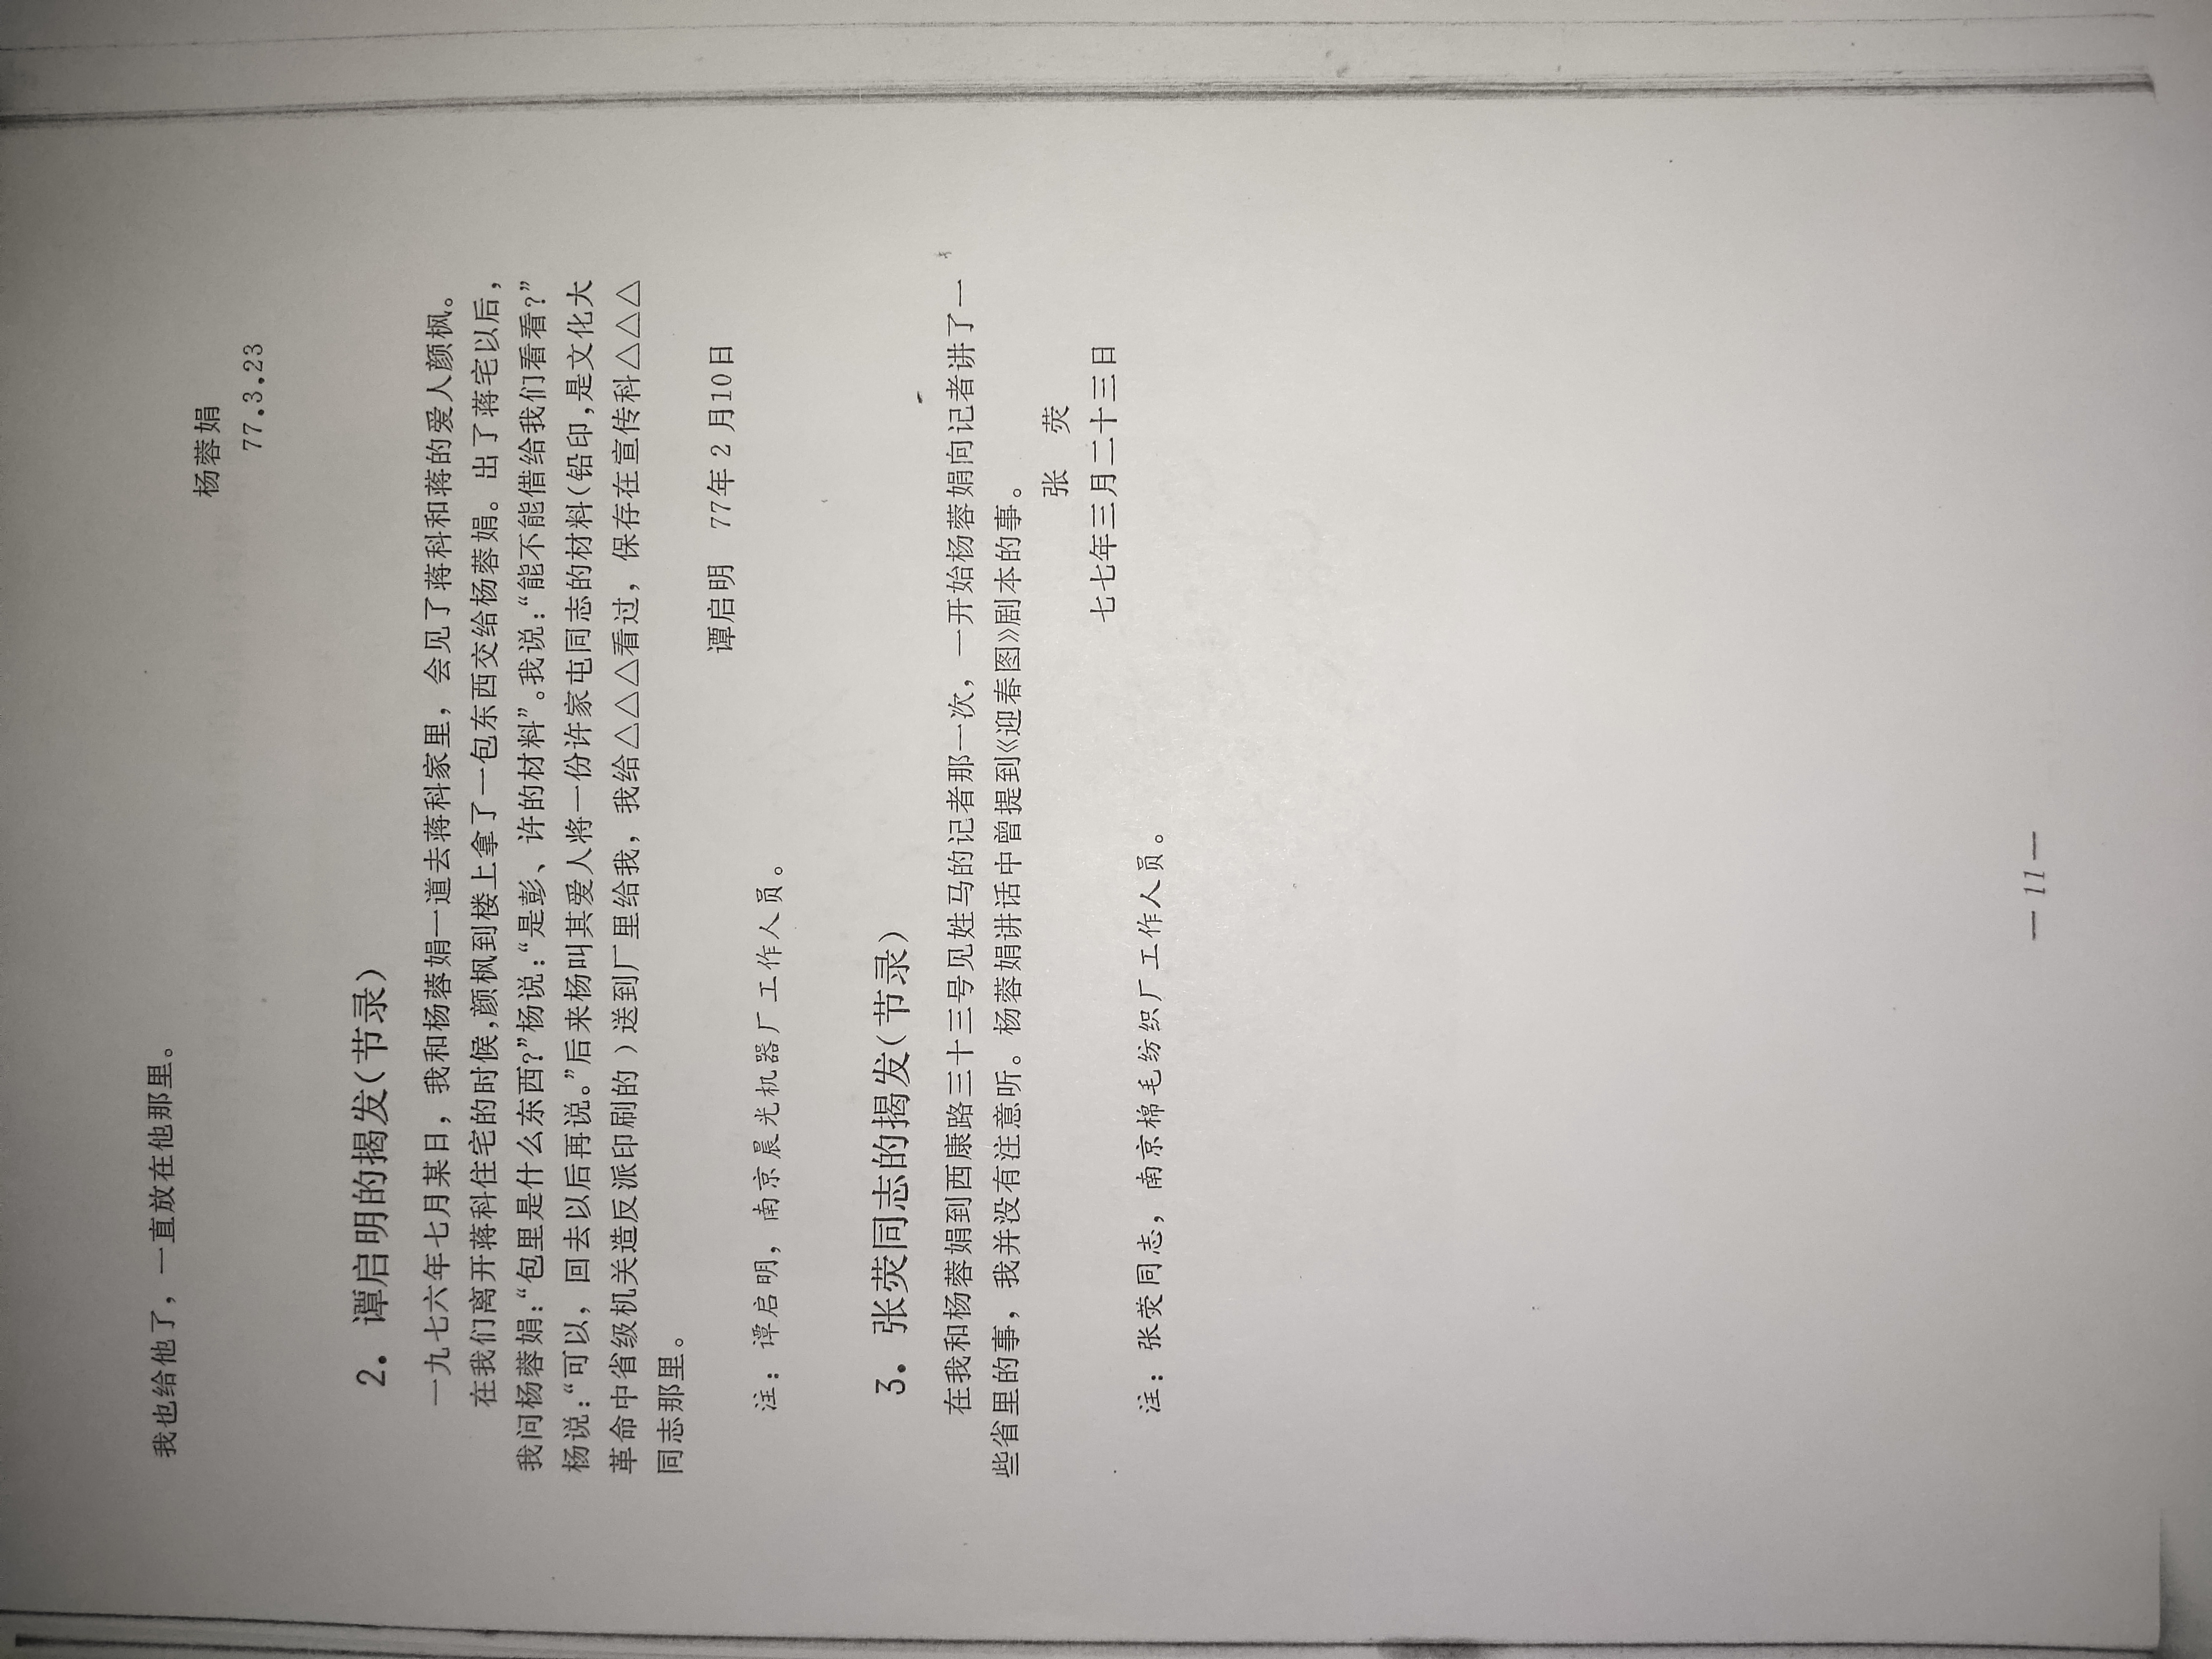 我也给他了，一直放在他那里。
杨蓉娟
77.3.23
2. 谭启明的揭发（节录）
一九七六年七月某日，我和杨蓉娟一道去蒋科家里，会见了蒋科和蒋的爱人颜枫。
在我们离开蒋科住宅的时候，颜枫到楼上拿了一包东西交给杨蓉娟。出了蒋宅以后，
我问杨蓉娟：“包里是什么东西？”杨说：“是彭、许的材料”。我说：“能不能借给我们看看？”
杨说：“可以，回去以后再说。”后来杨叫其爱人将一份许家屯同志的材料（铅印，是文化大
革命中省级机关造反派印刷的）送到厂里给我，我给△△△看过，保存在宣传科△△△
同志那里。
谭启明　77年2月10日
注：谭启明，南京晨光机器厂工作人员。
3. 张荧同志的揭发（节录）
在我和杨蓉娟到西康路三十三号见姓马的记者那一次，一开始杨蓉娟向记者讲了一
些省里的事，我并没有注意听。杨蓉娟讲话中曾提到《迎春图》剧本的事。
张　荧
七七年三月二十三日
注：张荧同志，南京棉毛纺织厂工作人员。
— 11 —